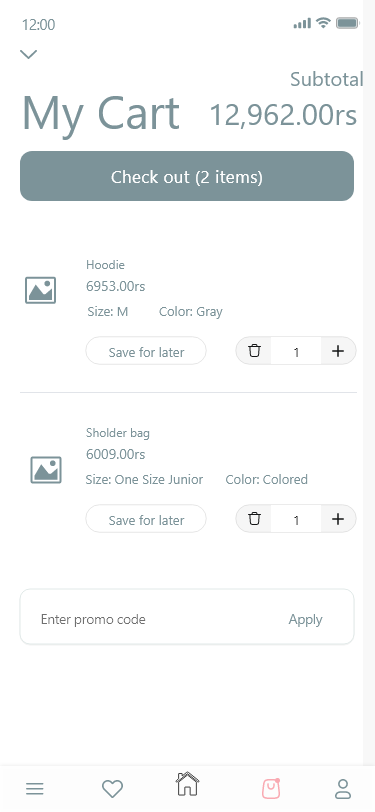 12:00
Subtotal
My Cart 12,962.00rs
Check out (2 items)
Hoodie
6953.00rs
Size: M Color: Gray
Save for later 1
Sholder bag
6009.00rs
Size: One Size Junior Color: Colored
Save for later 1
Enter promo code Apply